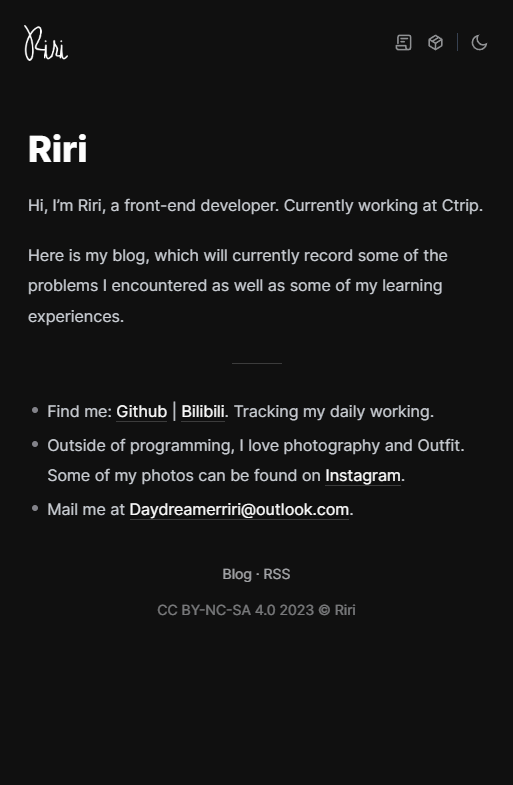 Riri
Riri
Hi, I’m Riri, a front-end developer. Currently working at Ctrip.
Here is my blog, which will currently record some of the
problems I encountered as well as some of my learning
experiences.
Find me: Github | Bilibili. Tracking my daily working.
Outside of programming, I love photography and Outfit.
Some of my photos can be found on Instagram.
Mail me at Daydreamerriri@outlook.com.
Blog · RSS
CC BY-NC-SA 4.0 2023 © Riri